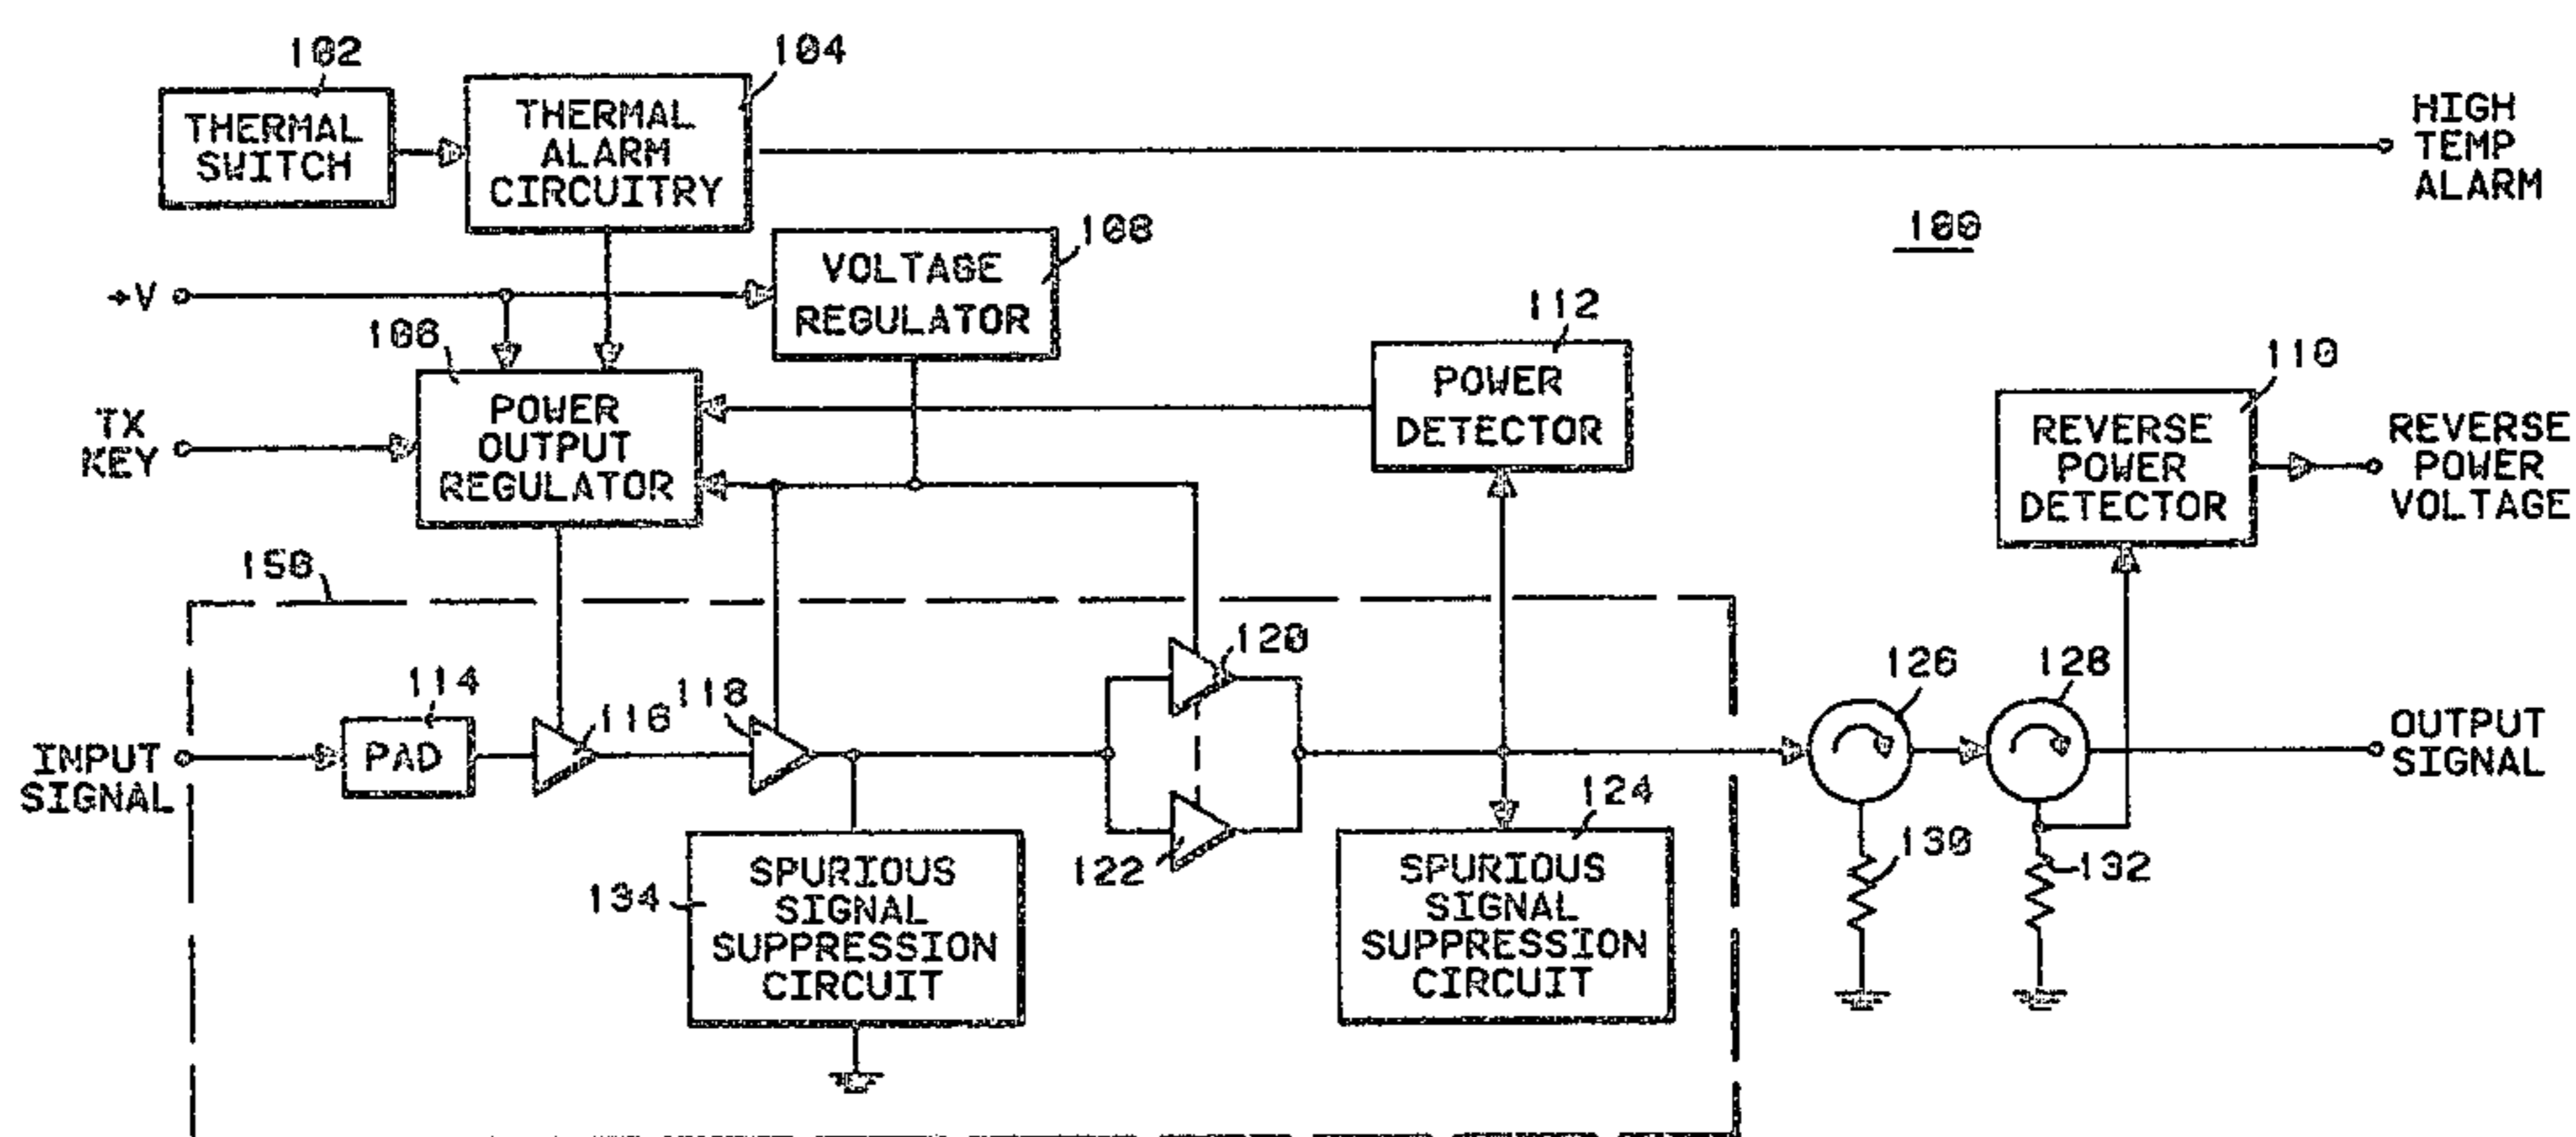 102
104
THERMAL
SWITCH
THERMAL
ALARM
CIRCUITRY
HIGH
TEMP
ALARM
100
+V
108
VOLTAGE
REGULATOR
106
112
POWER
DETECTOR
110
TX
KEY
POWER
OUTPUT
REGULATOR
REVERSE
POWER
DETECTOR
REVERSE
POWER
VOLTAGE
150
120
114
116
118
126
128
INPUT
SIGNAL
PAD
OUTPUT
SIGNAL
122
124
130
132
134
SPURIOUS
SIGNAL
SUPPRESSION
CIRCUIT
SPURIOUS
SIGNAL
SUPPRESSION
CIRCUIT